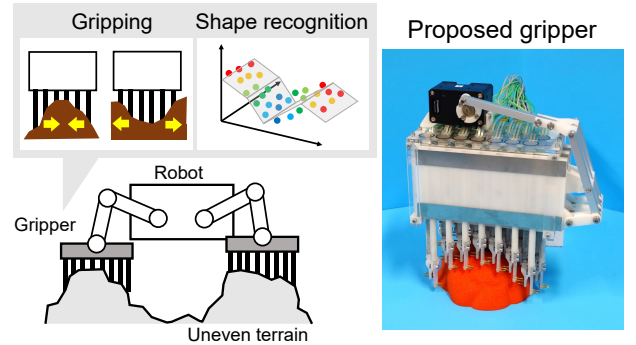 Gripping
Shape recognition
Proposed gripper
Robot
Gripper
Uneven terrain